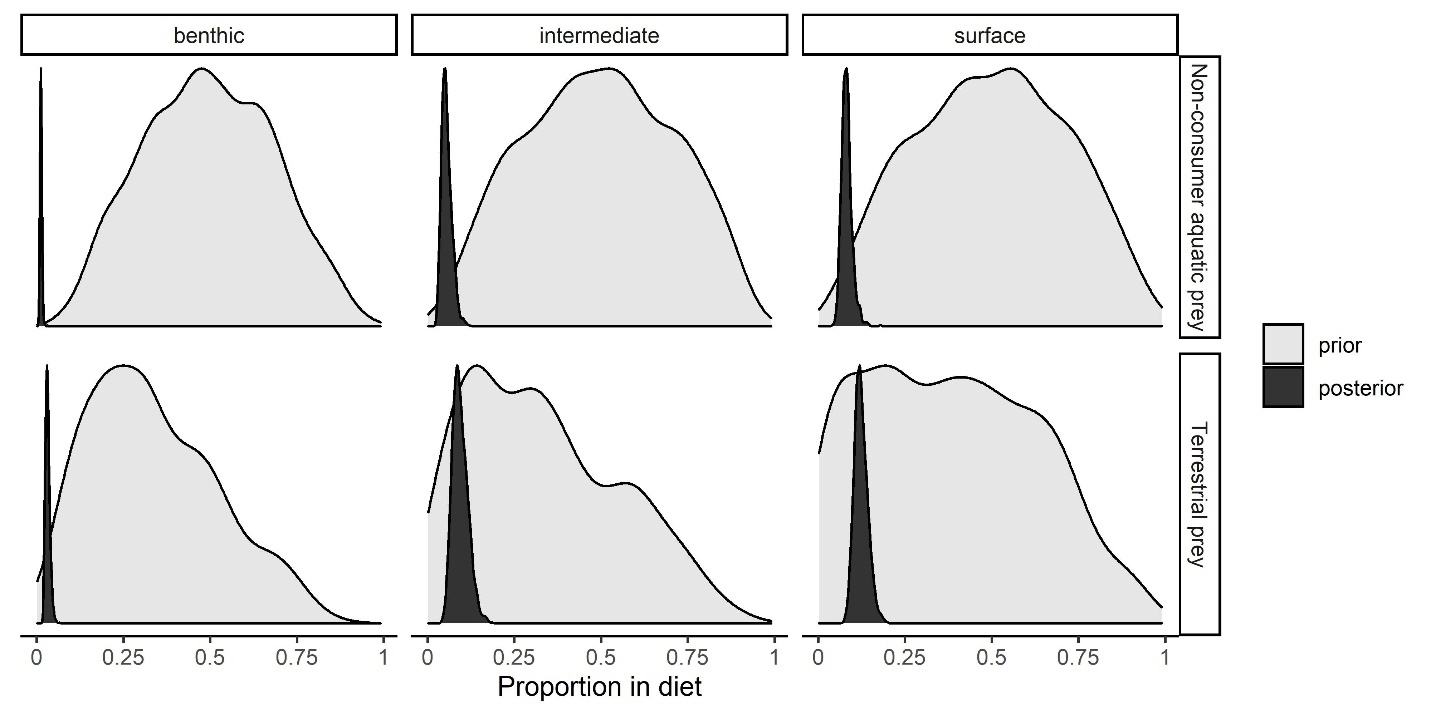 benthic
intermediate
surface
Non-consumer aquatic prey
Terrestrial prey
prior
posterior
0 0.25 0.5 0.75 1
0 0.25 0.5 0.75 1
0 0.25 0.5 0.75 1
Proportion in diet